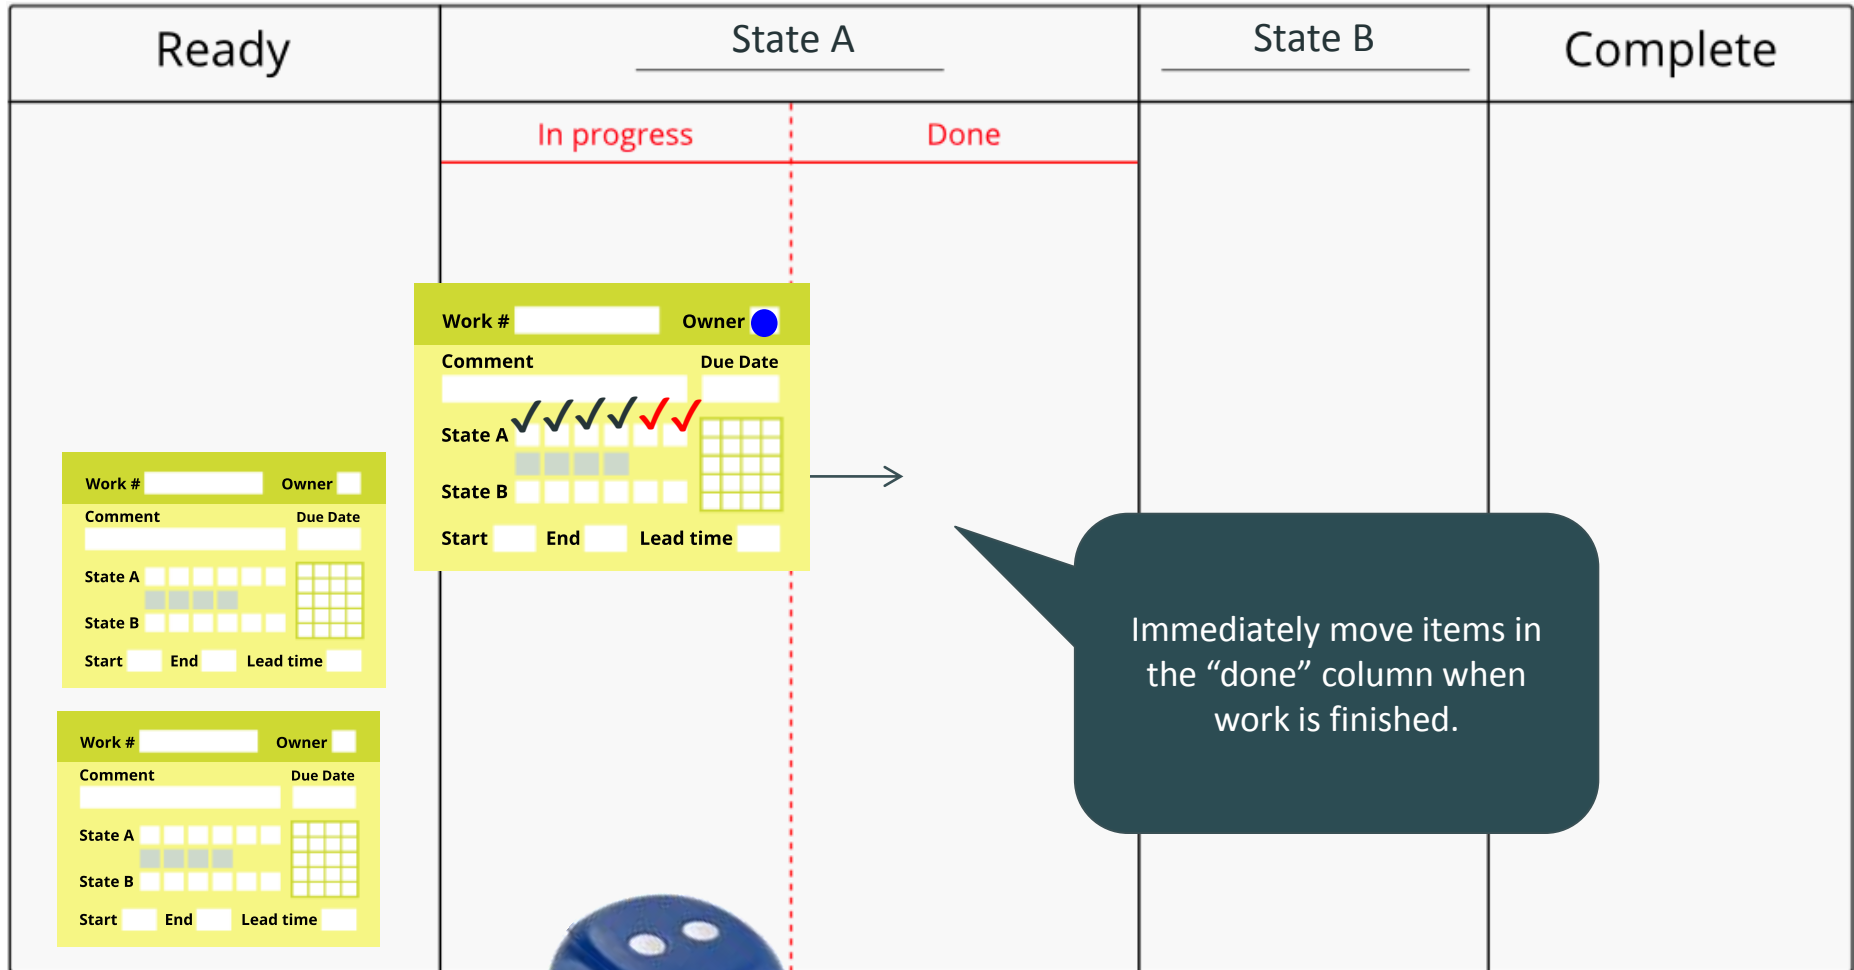 Ready
State A
State B
Complete
In progress
Done
Work #
Owner
Comment
Due Date
State A
State B
Start
End
Lead time
Work #
Owner
Comment
Due Date
State A
State B
Start
End
Lead time
Work #
Owner
Comment
Due Date
State A
State B
Start
End
Lead time
Immediately move items in
the “done” column when
work is finished.